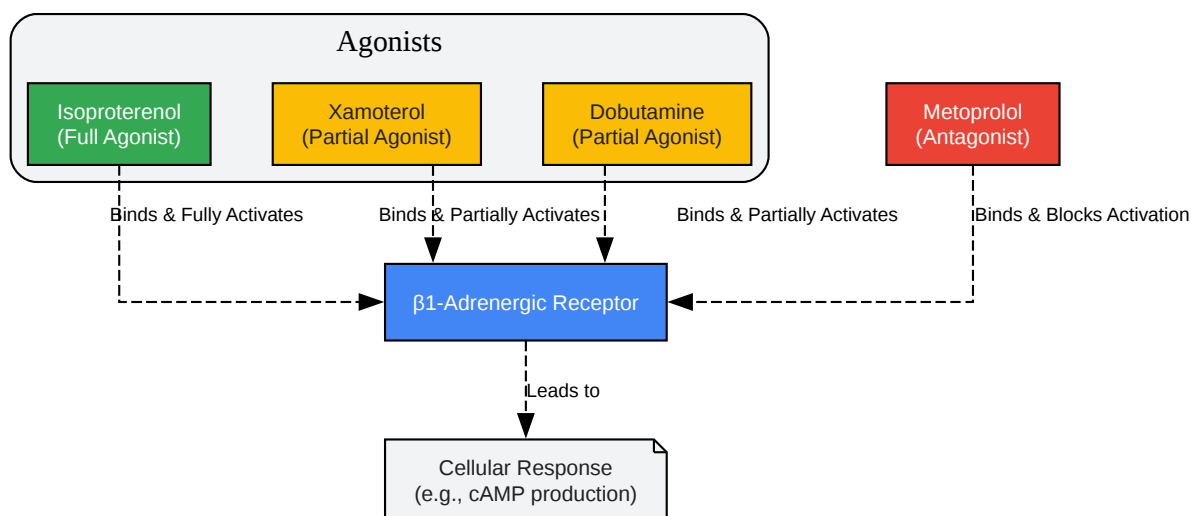 Agonists
Isoproterenol
(Full Agonist)
Xamoterol
(Partial Agonist)
Dobutamine
(Partial Agonist)
Metoprolol
(Antagonist)
Binds & Fully Activates
Binds & Partially Activates
Binds & Partially Activates
Binds & Blocks Activation
β1-Adrenergic Receptor
Leads to
Cellular Response
(e.g., cAMP production)